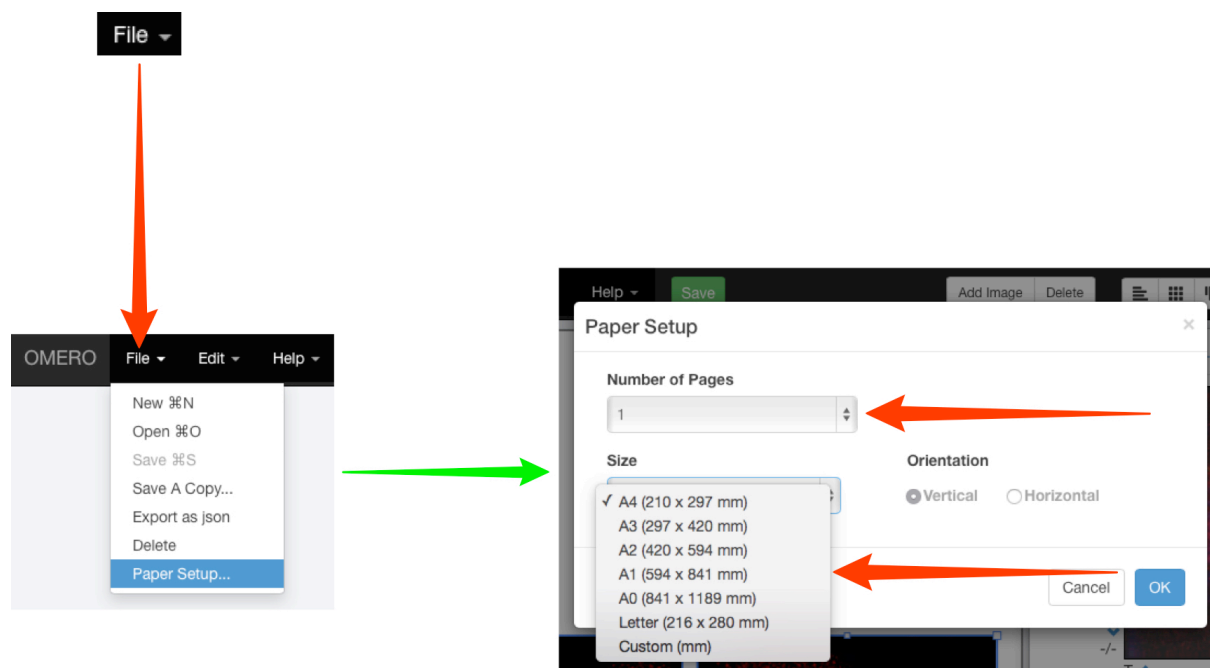 File
OMERO File Edit Help
New ⌘N
Open ⌘O
Save ⌘S
Save A Copy...
Export as json
Delete
Paper Setup...
Help Save Add Image Delete
Paper Setup ×
Number of Pages
1
Size Orientation
Vertical Horizontal
✓ A4 (210 x 297 mm)
A3 (297 x 420 mm)
A2 (420 x 594 mm)
A1 (594 x 841 mm)
A0 (841 x 1189 mm)
Letter (216 x 280 mm)
Custom (mm)
Cancel OK
-/-